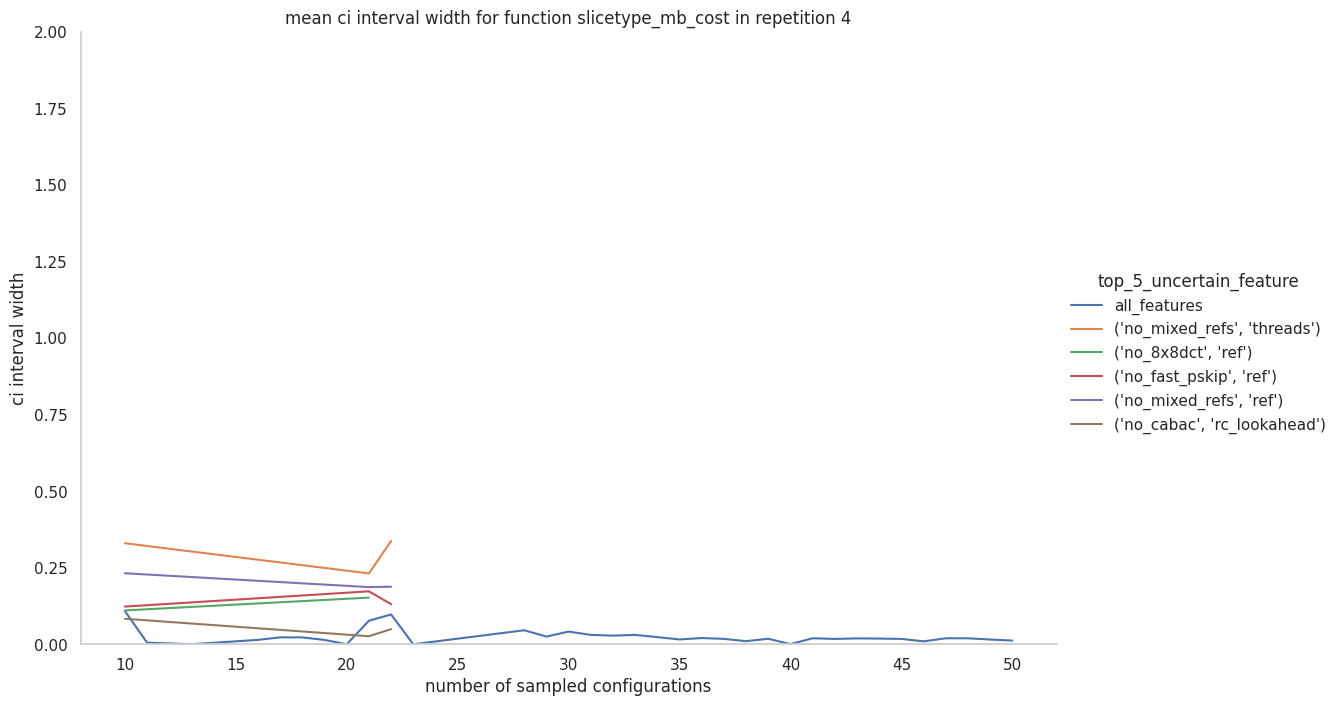 mean ci interval width for function slicetype_mb_cost in repetition 4
2.00
1.75
1.50
1.25
1.00
0.75
0.50
0.25
0.00
ci interval width
10 15 20 25 30 35 40 45 50
number of sampled configurations
top_5_uncertain_feature
all_features
('no_mixed_refs', 'threads')
('no_8x8dct', 'ref')
('no_fast_pskip', 'ref')
('no_mixed_refs', 'ref')
('no_cabac', 'rc_lookahead')